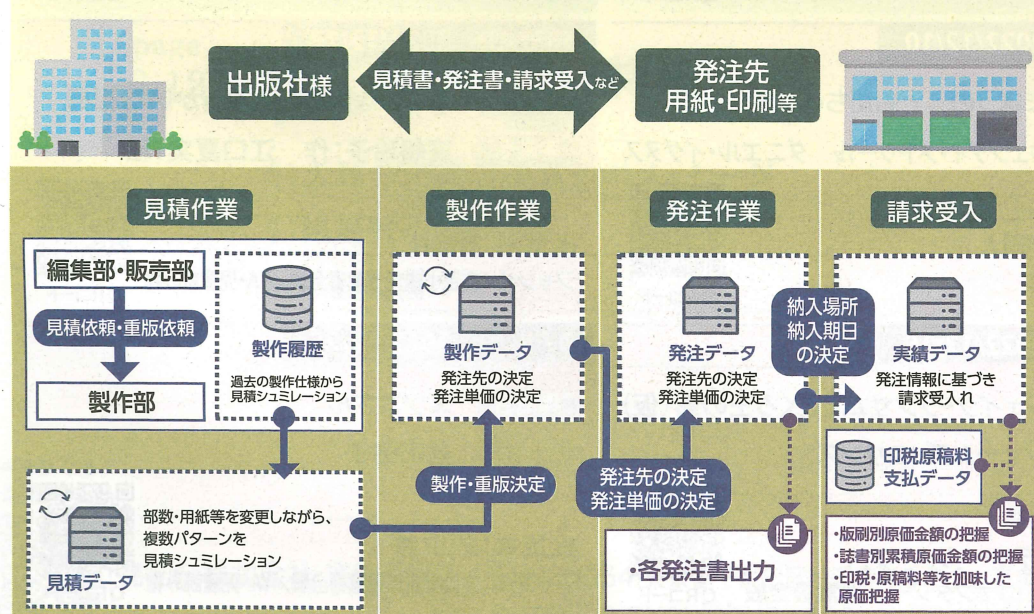 出版社様
見積書・発注書・請求受入など
発注先
用紙・印刷等
見積作業
編集部・販売部
見積依頼・重版依頼
製作部
製作履歴
過去の製作仕様から
見積シュミレーション
見積データ
部数・用紙等を変更しながら、
複数パターンを
見積シュミレーション
製作作業
製作データ
発注先の決定
発注単価の決定
製作・重版決定
発注作業
発注データ
発注先の決定
発注単価の決定
発注先の決定
発注単価の決定
・各発注書出力
納入場所
納入期日
の決定
請求受入
実績データ
発注情報に基づき
請求受入れ
印税原稿料
支払データ
・版刷別原価金額の把握
・誌書別累積原価金額の把握
・印税・原稿料等を加味した
原価把握